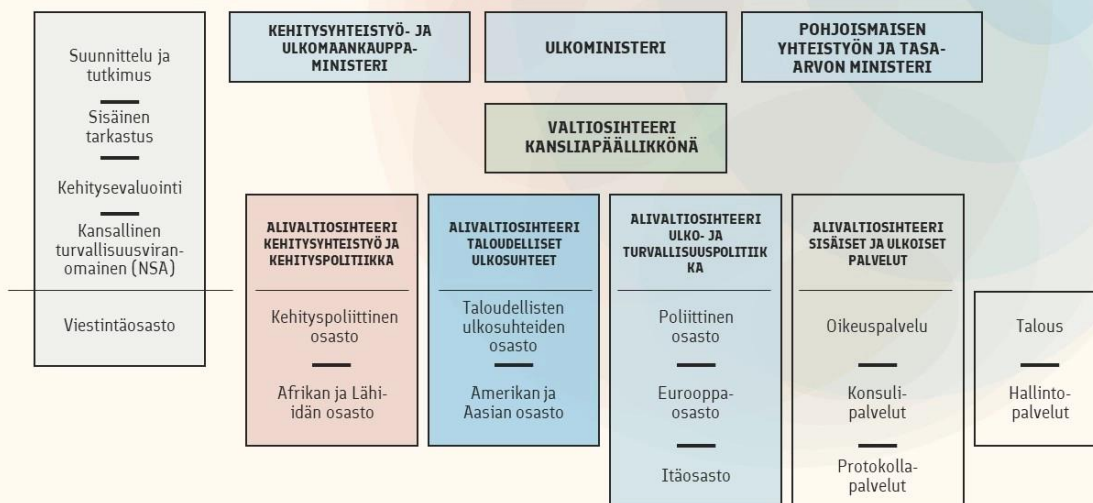 Suunnittelu ja
tutkimus
Sisäinen
tarkastus
Kehitysevaluointi
Kansallinen
turvallisuusviran-
omainen (NSA)
Viestintäosasto
KEHITYSYHTEISTYÖ- JA
ULKOMAANKAUPPA-
MINISTERI
ULKOMINISTERI
POHJOISMAISEN
YHTEISTYÖN JA TASA-
ARVON MINISTERI
VALTIOSIHTEERI
KANSLIAPÄÄLLIKKÖNÄ
ALIVALTIOSIHTEERI
KEHITYSYHTEISTYÖ JA
KEHITYSPOLITIIKKA
Kehityspoliittinen
osasto
Afrikan ja Lähi-
idän osasto
ALIVALTIOSIHTEERI
TALOUDELLISET
ULKOSUHTEET
Taloudellisten
ulkosuhteiden
osasto
Amerikan ja
Aasian osasto
ALIVALTIOSIHTEERI
ULKO- JA
TURVALLISUUSPOLITIIK
KA
Poliittinen
osasto
Eurooppa-
osasto
Itäosasto
ALIVALTIOSIHTEERI
SISÄISET JA ULKOISET
PALVELUT
Oikeuspalvelu
Konsuli-
palvelut
Protokolla-
palvelut
Talous
Hallinto-
palvelut